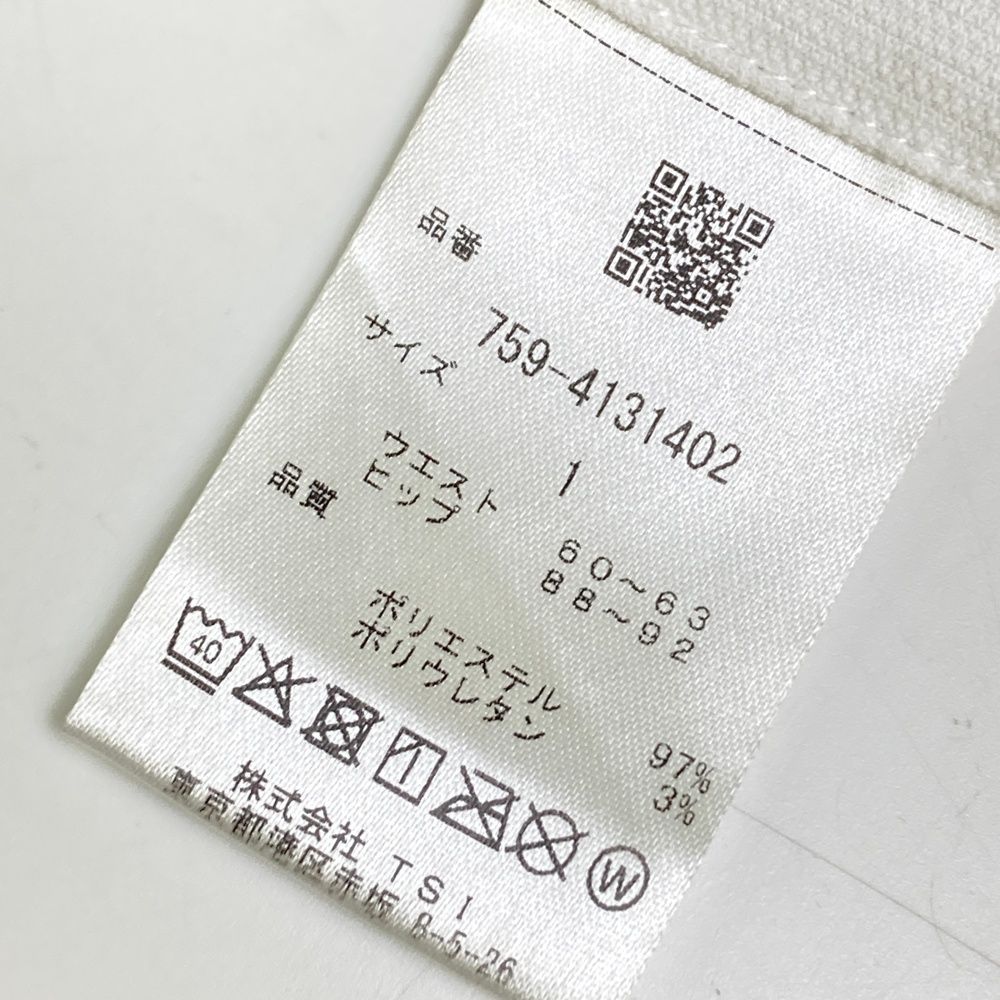 品番
759-4131402
サイズ
1
ウエスト 60~63
ヒップ 88~92
品質
ポリエステル 97%
ポリウレタン 3%
40
W
株式会社 TSI
東京都港区赤坂 8-5-26